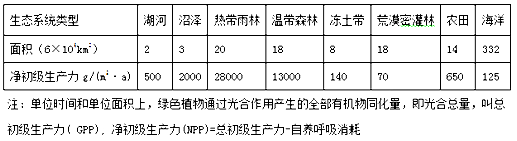 生态系统类型 湖河 沼泽 热带雨林 温带森林 冻土带 荒漠密灌林 农田 海洋
面积（6×10⁶km²） 2 3 20 18 8 18 14 332
净初级生产力 g/(m²·a) 500 2000 28000 13000 140 70 650 125
注：单位时间和单位面积上，绿色植物通过光合作用产生的全部有机物同化量，即光合总量，叫总
初级生产力( GPP)，净初级生产力(NPP)=总初级生产力-自养呼吸消耗